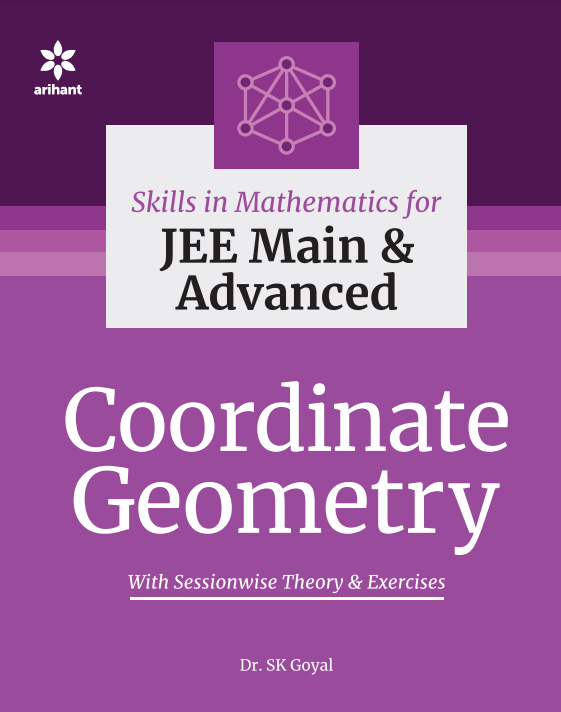 arihant
Skills in Mathematics for
JEE Main &
Advanced
Coordinate
Geometry
With Sessionwise Theory & Exercises
Dr. SK Goyal